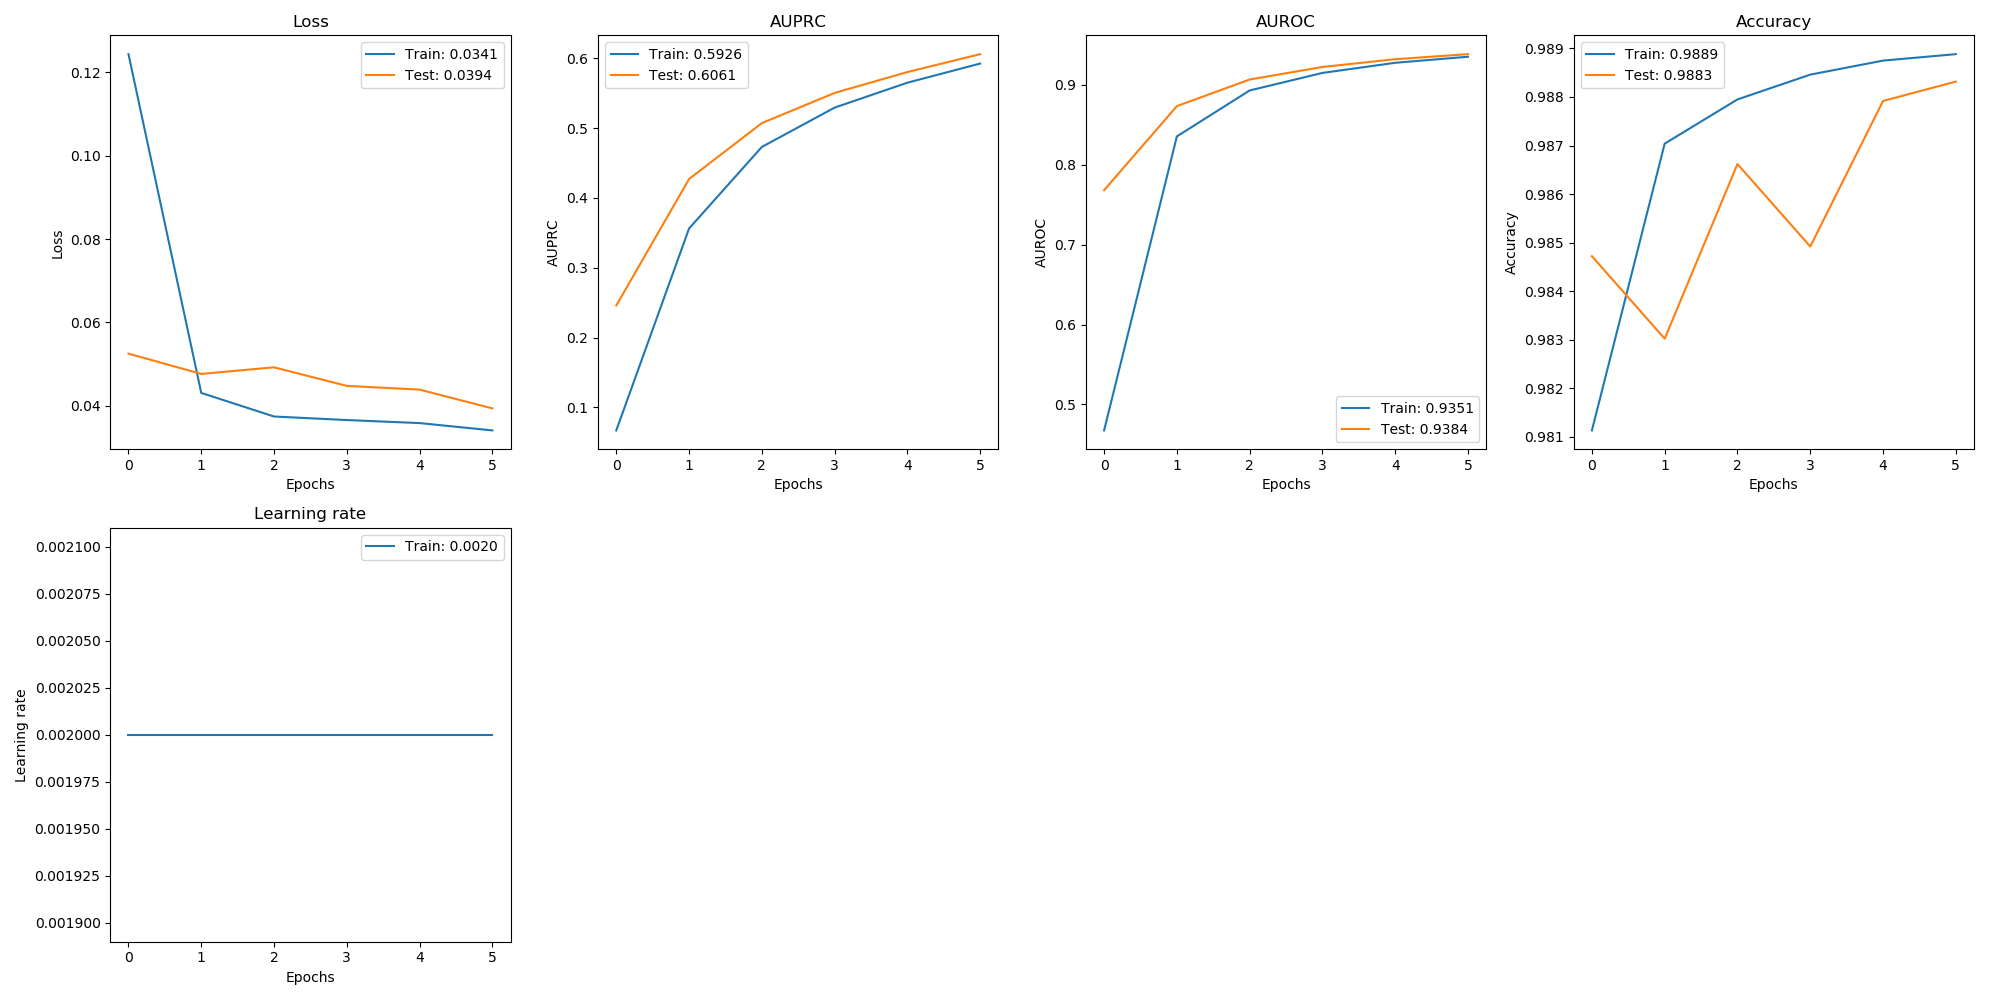 Loss
Train: 0.0341
Test: 0.0394
0.12
0.10
0.08
0.06
0.04
Loss
0 1 2 3 4 5
Epochs
AUPRC
Train: 0.5926
Test: 0.6061
0.6
0.5
0.4
0.3
0.2
0.1
AUPRC
0 1 2 3 4 5
Epochs
AUROC
0.9
0.8
0.7
0.6
0.5
AUROC
Train: 0.9351
Test: 0.9384
0 1 2 3 4 5
Epochs
Accuracy
Train: 0.9889
Test: 0.9883
0.989
0.988
0.987
0.986
0.985
0.984
0.983
0.982
0.981
Accuracy
0 1 2 3 4 5
Epochs
Learning rate
Train: 0.0020
0.002100
0.002075
0.002050
0.002025
0.002000
0.001975
0.001950
0.001925
0.001900
Learning rate
0 1 2 3 4 5
Epochs